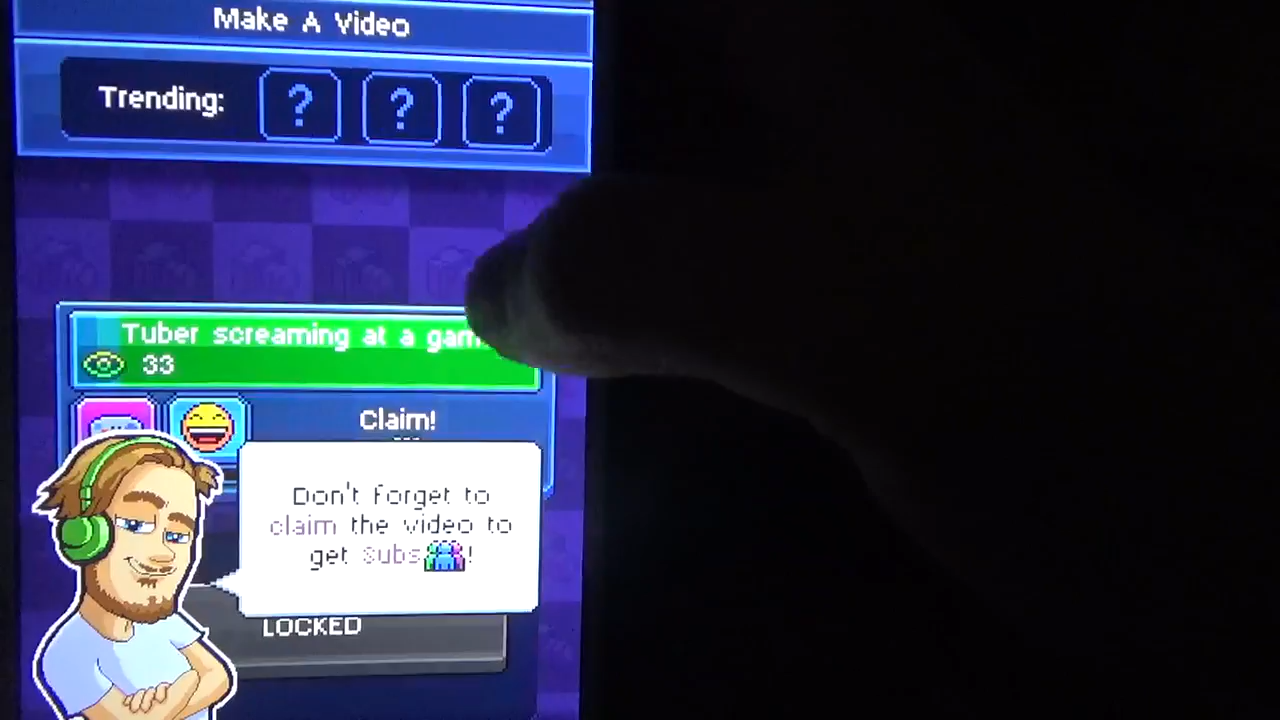 Make A Video
Trending: ? ? ?
Tuber screaming at a gam
33
Claim!
Don't forget to
claim the video to
get subs!
LOCKED